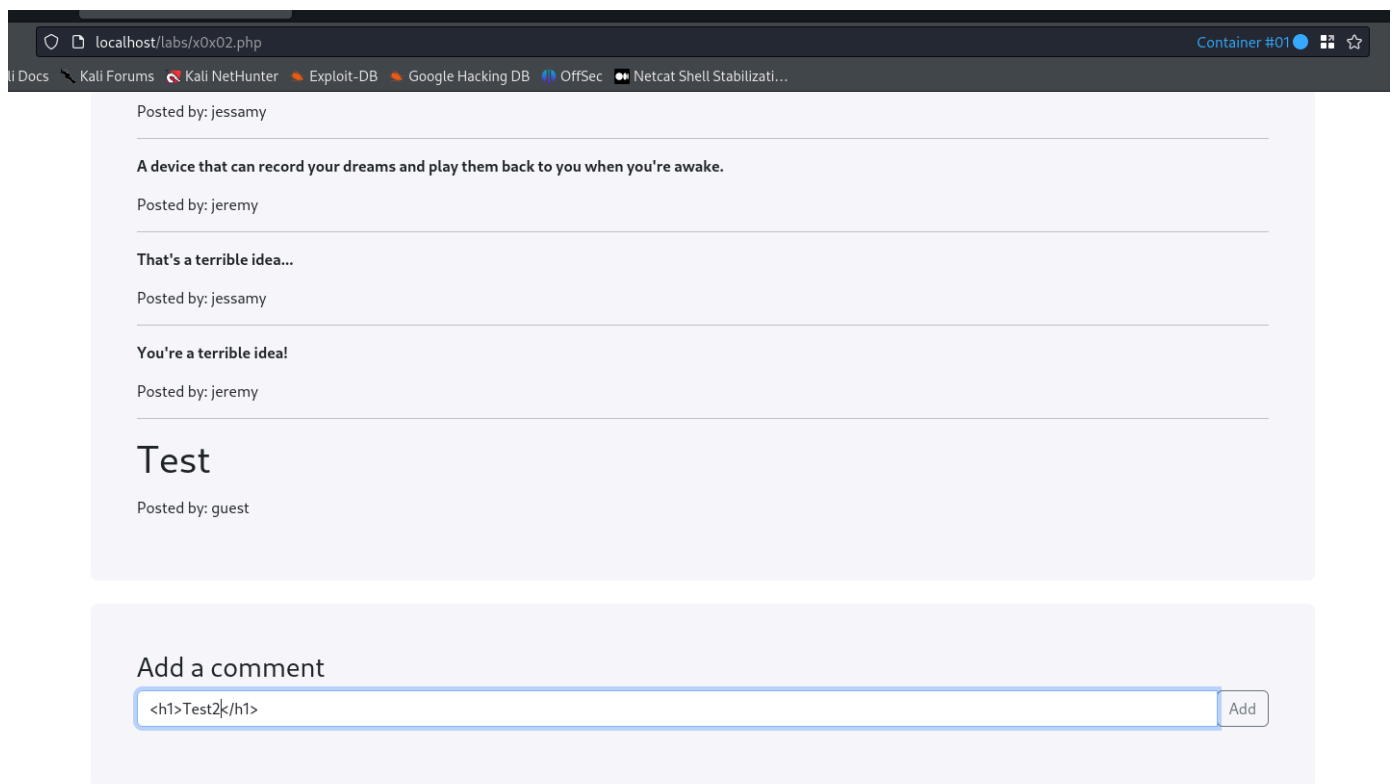 localhost/labs/x0x02.php
Container #01
li Docs Kali Forums Kali NetHunter Exploit-DB Google Hacking DB OffSec Netcat Shell Stabilizati…
Posted by: jessamy
A device that can record your dreams and play them back to you when you're awake.
Posted by: jeremy
That's a terrible idea...
Posted by: jessamy
You're a terrible idea!
Posted by: jeremy
Test
Posted by: guest
Add a comment
<h1>Test2</h1>
Add